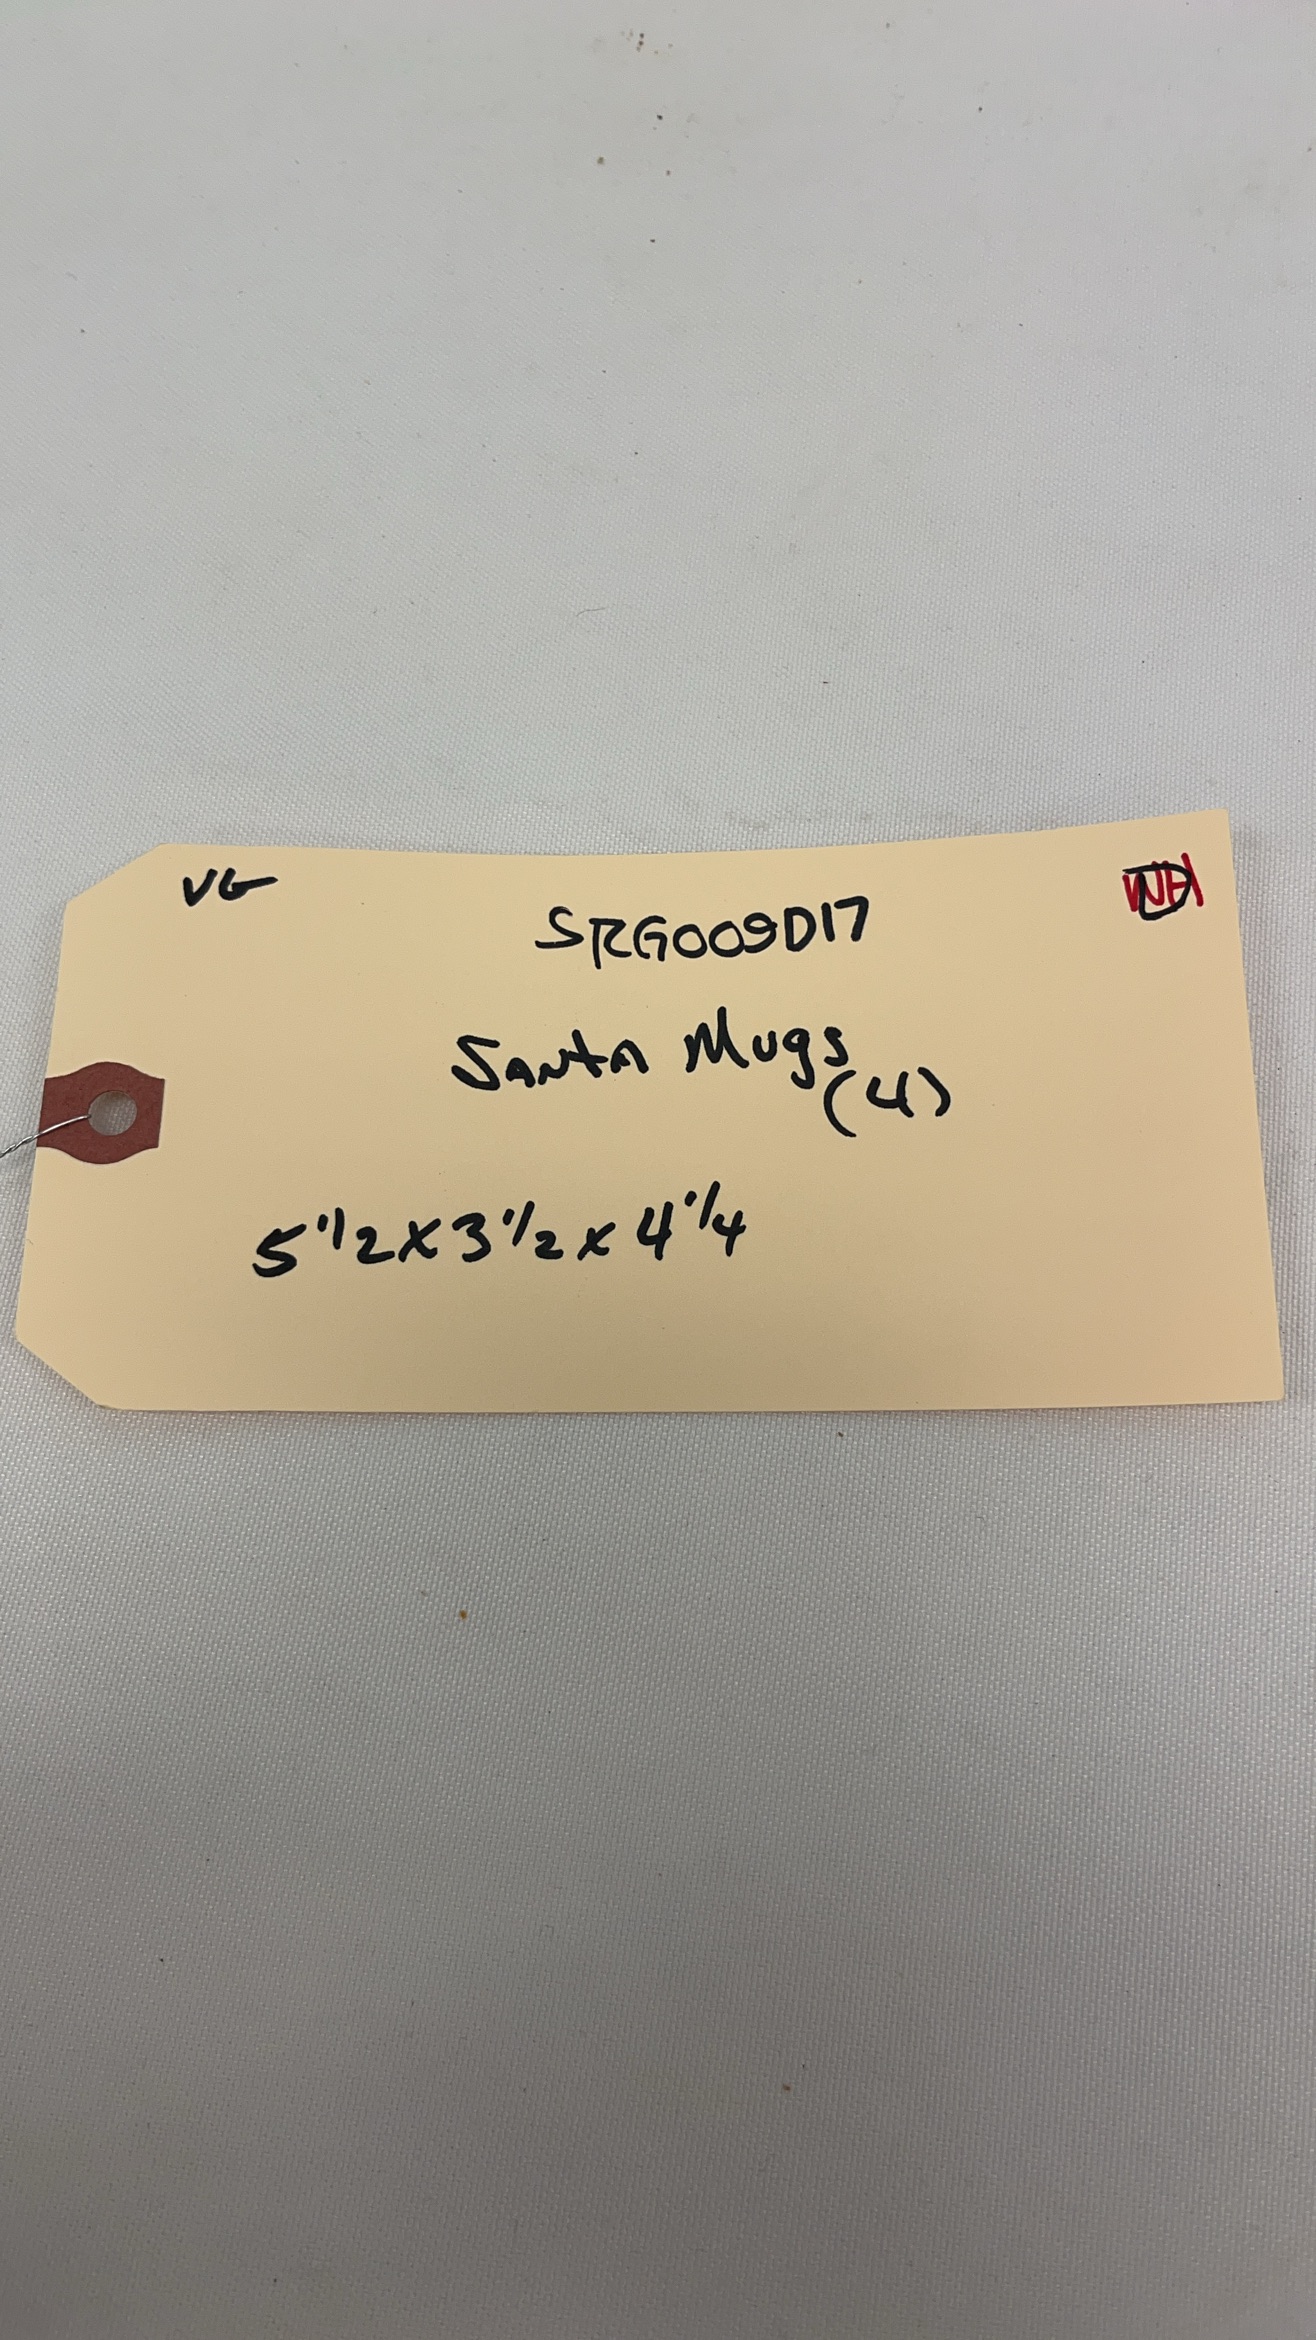 VG
SRG009D17
Santa Mugs
(4)
5 1/2 x 3 1/2 x 4 1/4